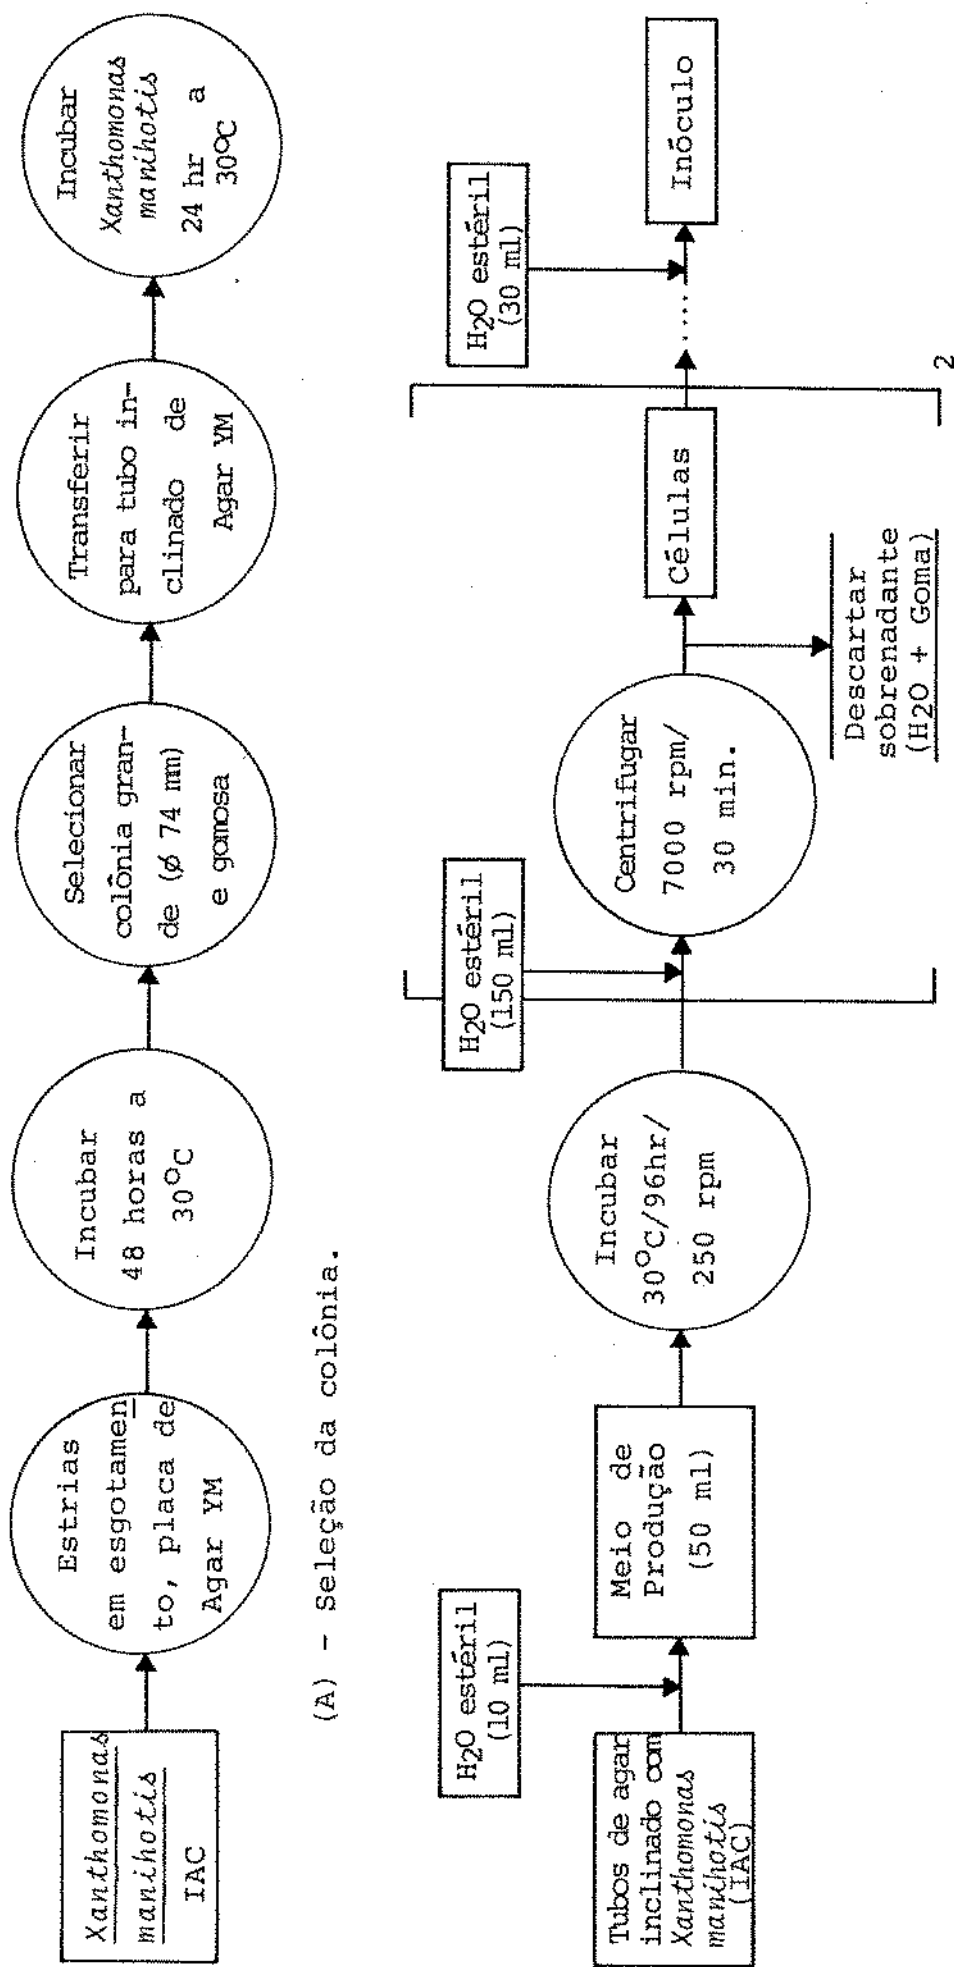 Xanthomonas
manihotis
IAC
Estrias
em esgotamen
to, placa de
Agar YM
Incubar
48 horas a
30ºC
Selecionar
colônia gran-
de (ø 74 mm)
e gomosa
Transferir
para tubo in-
clinado de
Agar YM
Incubar
Xanthomonas
manihotis
24 hr a
30ºC
(A) - Seleção da colônia.
Tubos de agar
inclinado com
Xanthomonas
manihotis
(IAC)
H2O estéril
(10 ml)
Meio de
Produção
(50 ml)
Incubar
30ºC/96hr/
250 rpm
H2O estéril
(150 ml)
Centrifugar
7000 rpm/
30 min.
Descartar
sobrenadante
(H2O + Goma)
Células
2
H2O estéril
(30 ml)
....
Inóculo